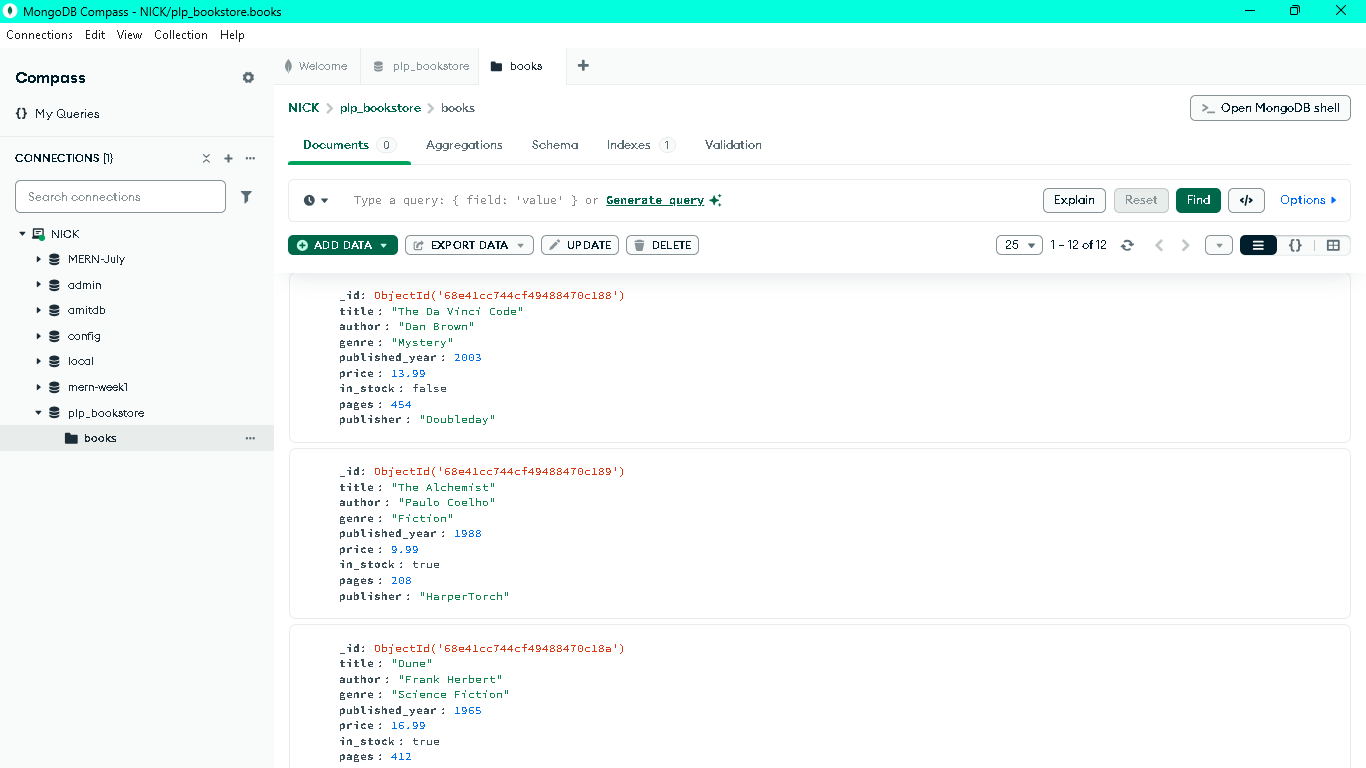 MongoDB Compass - NICK/plp_bookstore.books
Connections Edit View Collection Help
Compass
My Queries
CONNECTIONS (1)
Search connections
NICK
MERN-July
admin
amitdb
config
local
mern-week1
plp_bookstore
books
Welcome
plp_bookstore
books
NICK > plp_bookstore > books
>_ Open MongoDB shell
Documents 0
Aggregations
Schema
Indexes 1
Validation
Type a query: { field: 'value' } or Generate query
Explain
Reset
Find
</>
Options
ADD DATA
EXPORT DATA
UPDATE
DELETE
25
1 – 12 of 12
{}
_id: ObjectId('68e41cc744cf49488470c188')
title: "The Da Vinci Code"
author: "Dan Brown"
genre: "Mystery"
published_year: 2003
price: 13.99
in_stock: false
pages: 454
publisher: "Doubleday"
_id: ObjectId('68e41cc744cf49488470c189')
title: "The Alchemist"
author: "Paulo Coelho"
genre: "Fiction"
published_year: 1988
price: 9.99
in_stock: true
pages: 208
publisher: "HarperTorch"
_id: ObjectId('68e41cc744cf49488470c18a')
title: "Dune"
author: "Frank Herbert"
genre: "Science Fiction"
published_year: 1965
price: 16.99
in_stock: true
pages: 412